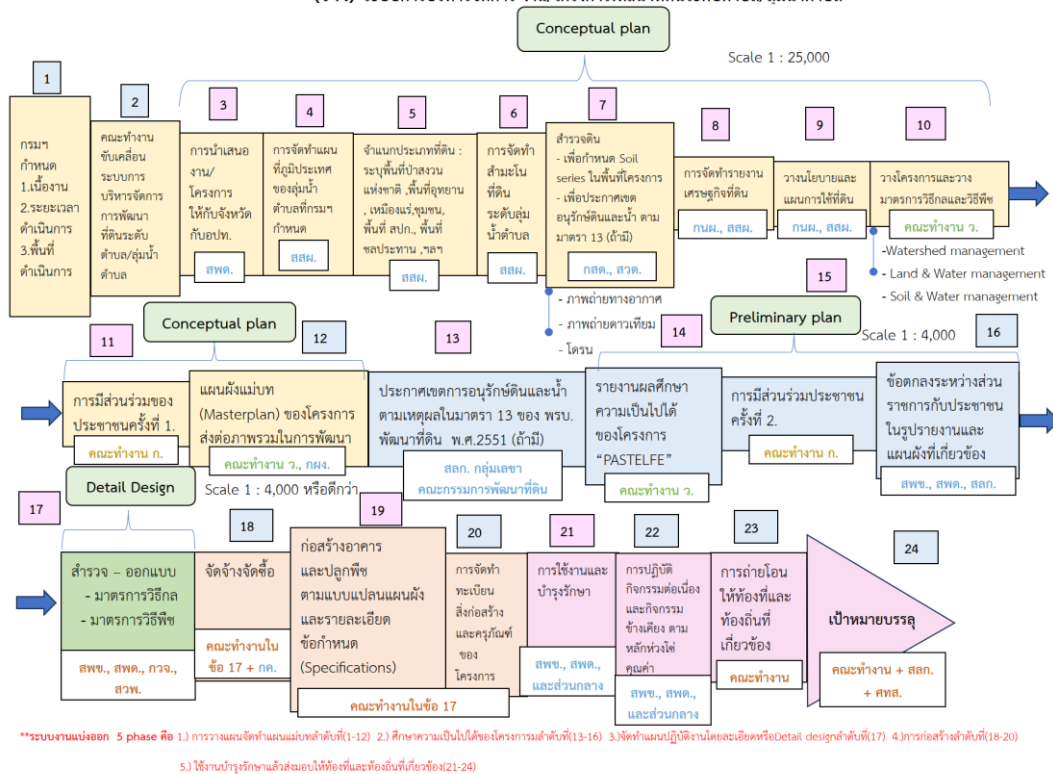 Conceptual plan
Scale 1 : 25,000
1
กรมฯ
กำหนด
1.เนื้องาน
2.ระยะเวลา
ดำเนินการ
3.พื้นที่
ดำเนินการ
2
คณะทำงาน
ขับเคลื่อน
ระบบการ
บริหารจัดการ
การพัฒนา
ที่ดินระดับ
ตำบล/ลุ่มน้ำ
ตำบล
3
การนำเสนอ
งาน/
โครงการ
ให้กับจังหวัด
กับอปท.
สพด.
4
การจัดทำแผน
ที่ภูมิประเทศ
ของลุ่มน้ำ
ตำบลที่กรมฯ
กำหนด
สสผ.
5
จำแนกประเภทที่ดิน :
ระบุพื้นที่ป่าสงวน
แห่งชาติ ,พื้นที่อุทยาน
, เหมืองแร่,ชุมชน,
พื้นที่ สปก., พื้นที่
ชลประทาน ,ฯลฯ
สสผ.
6
การจัดทำ
สำมะโน
ที่ดิน
ระดับลุ่ม
น้ำตำบล
สสผ.
7
สำรวจดิน
- เพื่อกำหนด Soil
series ในพื้นที่โครงการ
- เพื่อประกาศเขต
อนุรักษ์ดินและน้ำ ตาม
มาตรา 13 (ถ้ามี)
กสด., สวด.
- ภาพถ่ายทางอากาศ
- ภาพถ่ายดาวเทียม
- โดรน
8
การจัดทำรายงาน
เศรษฐกิจที่ดิน
กนผ., สสผ.
9
วางนโยบายและ
แผนการใช้ที่ดิน
กนผ., สสผ.
10
วางโครงการและวาง
มาตรการวิธีกลและวิธีพืช
คณะทำงาน ว.
-Watershed management
- Land & Water management
- Soil & Water management
Conceptual plan
11
การมีส่วนร่วมของ
ประชาชนครั้งที่ 1.
คณะทำงาน ก.
12
แผนผังแม่บท
(Masterplan) ของโครงการ
ส่งต่อภาพรวมในการพัฒนา
คณะทำงาน ว., กผง.
13
ประกาศเขตการอนุรักษ์ดินและน้ำ
ตามเหตุผลในมาตรา 13 ของ พรบ.
พัฒนาที่ดิน พ.ศ.2551 (ถ้ามี)
สลก. กลุ่มเลขา
คณะกรรมการพัฒนาที่ดิน
15
Preliminary plan
Scale 1 : 4,000
14
รายงานผลศึกษา
ความเป็นไปได้
ของโครงการ
“PASTELFE”
คณะทำงาน ว.
การมีส่วนร่วมประชาชน
ครั้งที่ 2.
คณะทำงาน ก.
16
ข้อตกลงระหว่างส่วน
ราชการกับประชาชน
ในรูปรายงานและ
แผนผังที่เกี่ยวข้อง
สพข., สพด., สลก.
Detail Design
Scale 1 : 4,000 หรือดีกว่า
17
สำรวจ – ออกแบบ
- มาตรการวิธีกล
- มาตรการวิธีพืช
สพข., สพด., กวจ.,
สวพ.
18
จัดจ้างจัดซื้อ
คณะทำงานใน
ข้อ 17 + กค.
19
ก่อสร้างอาคาร
และปลูกพืช
ตามแบบแปลนแผนผัง
และรายละเอียด
ข้อกำหนด
(Specifications)
คณะทำงานในข้อ 17
20
การจัดทำ
ทะเบียน
สิ่งก่อสร้าง
และครุภัณฑ์
ของ
โครงการ
21
การใช้งานและ
บำรุงรักษา
สพข., สพด.,
และส่วนกลาง
22
การปฏิบัติ
กิจกรรมต่อเนื่อง
และกิจกรรม
ข้างเคียง ตาม
หลักห่วงโซ่
คุณค่า
สพข., สพด.,
และส่วนกลาง
23
การถ่ายโอน
ให้ท้องที่และ
ท้องถิ่นที่
เกี่ยวข้อง
คณะทำงาน
24
เป้าหมายบรรลุ
คณะทำงาน + สลก.
+ ศทส.
**ระบบงานแบ่งออก 5 phase คือ 1.) การวางแผนจัดทำแผนแม่บทลำดับที่(1-12) 2.) ศึกษาความเป็นไปได้ของโครงการมลำดับที่(13-16) 3.)จัดทำแผนปฏิบัติงานโดยละเอียดหรือDetail designลำดับที่(17) 4.)การก่อสร้างลำดับที่(18-20)
5.) ใช้งานบำรุงรักษาแล้วส่งมอบให้ท้องที่และท้องถิ่นที่เกี่ยวข้อง(21-24)